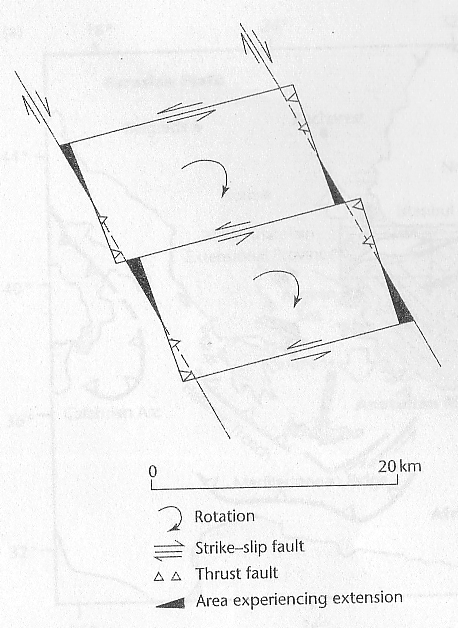 0 20 km
Rotation
Strike–slip fault
Thrust fault
Area experiencing extension